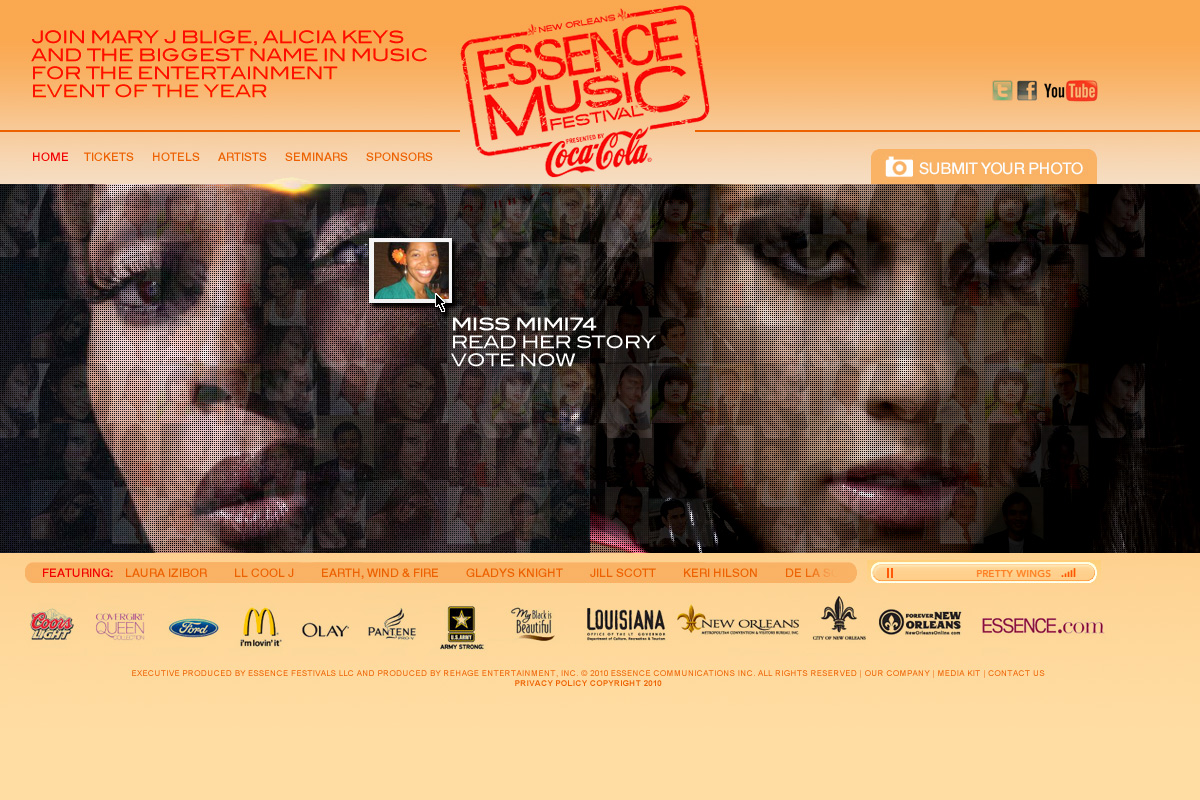 JOIN MARY J BLIGE, ALICIA KEYS
AND THE BIGGEST NAME IN MUSIC
FOR THE ENTERTAINMENT
EVENT OF THE YEAR
NEW ORLEANS
ESSENCE
MUSIC
FESTIVAL
PRESENTED BY
Coca-Cola
t f You Tube
HOME TICKETS HOTELS ARTISTS SEMINARS SPONSORS
SUBMIT YOUR PHOTO
MISS MIMI74
READ HER STORY
VOTE NOW
FEATURING: LAURA IZIBOR LL COOL J EARTH, WIND & FIRE GLADYS KNIGHT JILL SCOTT KERI HILSON DE LA S
PRETTY WINGS
Coors
LIGHT
COVERGIRL
QUEEN
COLLECTION
Ford
i'm lovin' it
OLAY
PANTENE
U.S. ARMY
ARMY STRONG.
My Black is
Beautiful
LOUISIANA
OFFICE OF THE LT. GOVERNOR
Department of Culture, Recreation & Tourism
NEW ORLEANS
METROPOLITAN CONVENTION & VISITORS BUREAU, INC.
CITY OF NEW ORLEANS
FOREVER NEW
ORLEANS
NewOrleansOnline.com
ESSENCE.com
EXECUTIVE PRODUCED BY ESSENCE FESTIVALS LLC AND PRODUCED BY REHAGE ENTERTAINMENT, INC. © 2010 ESSENCE COMMUNICATIONS INC. ALL RIGHTS RESERVED | OUR COMPANY | MEDIA KIT | CONTACT US
PRIVACY POLICY COPYRIGHT 2010